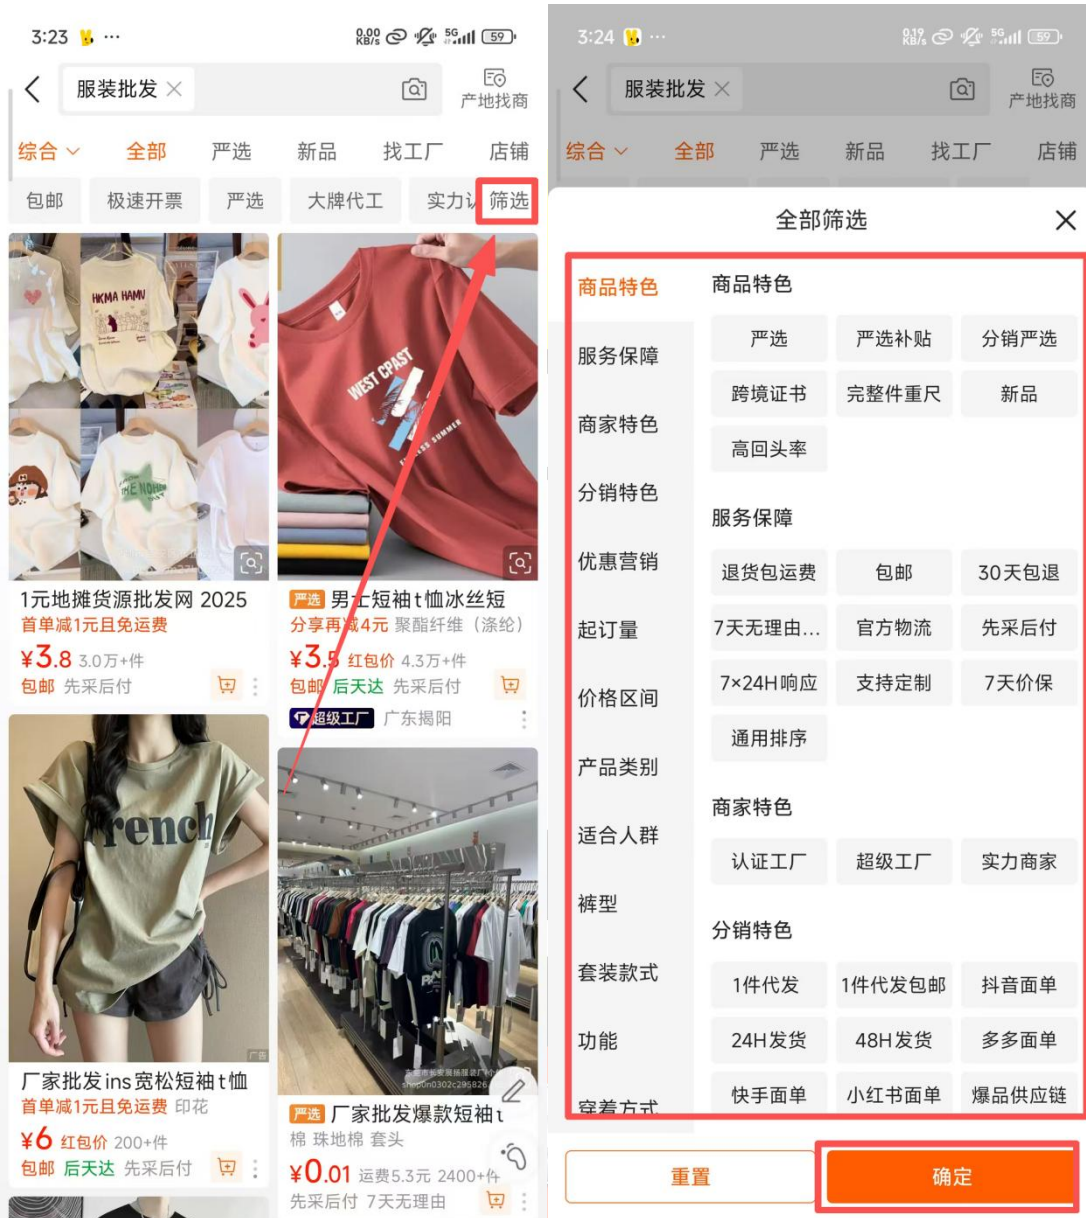 3:23 ... 0.00 KB/s 5G 59
服装批发 × 产地找商
综合 全部 严选 新品 找工厂 店铺
包邮 极速开票 严选 大牌代工 实力认 筛选
HKMA HAMU
THE NOHI
WEST CPAST
SUMMER
1元地摊货源批发网 2025
首单减1元且免运费
¥3.8 3.0万+件
包邮 先采后付
严选 男士短袖t恤冰丝短
分享再减4元 聚酯纤维（涤纶）
¥3.5 红包价 4.3万+件
包邮 后天达 先采后付
超级工厂 广东揭阳
French
广告
厂家批发ins宽松短袖t恤
首单减1元且免运费 印花
¥6 红包价 200+件
包邮 后天达 先采后付
严选 厂家批发爆款短袖t
棉 珠地棉 套头
¥0.01 运费5.3元 2400+件
先采后付 7天无理由
3:24 ... 0.19 KB/s 5G 59
服装批发 × 产地找商
综合 全部 严选 新品 找工厂 店铺
全部筛选
商品特色
服务保障
商家特色
分销特色
优惠营销
起订量
价格区间
产品类别
适合人群
裤型
套装款式
功能
穿着方式
商品特色
严选 严选补贴 分销严选
跨境证书 完整件重尺 新品
高回头率
服务保障
退货包运费 包邮 30天包退
7天无理由... 官方物流 先采后付
7×24H响应 支持定制 7天价保
通用排序
商家特色
认证工厂 超级工厂 实力商家
分销特色
1件代发 1件代发包邮 抖音面单
24H发货 48H发货 多多面单
快手面单 小红书面单 爆品供应链
重置 确定